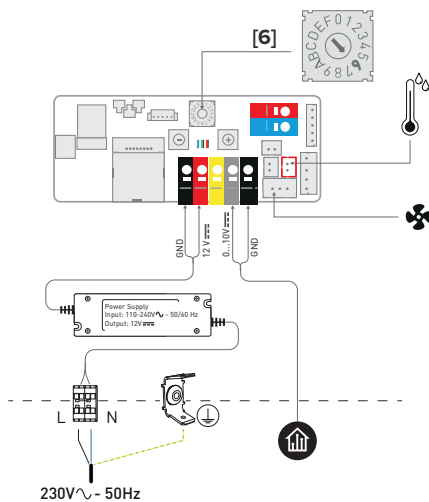 [6]
0123456789ABCDEF
GND
12 V
0...10V
GND
Power Supply
Input: 110-240V - 50/60 Hz
Output: 12V
L N
230V - 50Hz